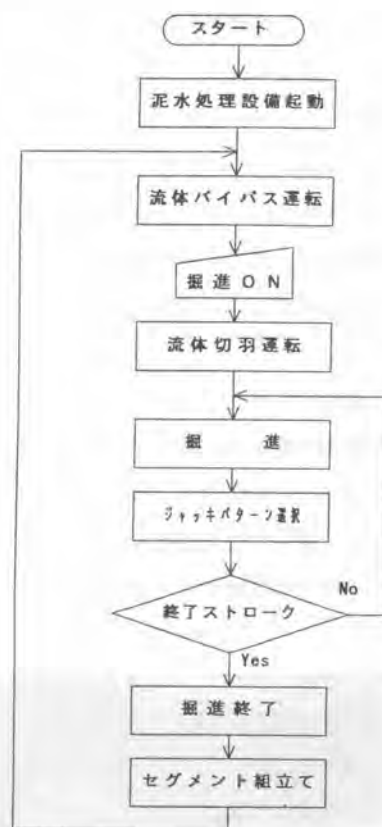 スタート
泥水処理設備起動
流体バイパス運転
掘進ON
流体切羽運転
掘　進
ジャッキパターン選択
終了ストローク
No
Yes
掘進終了
セグメント組立て